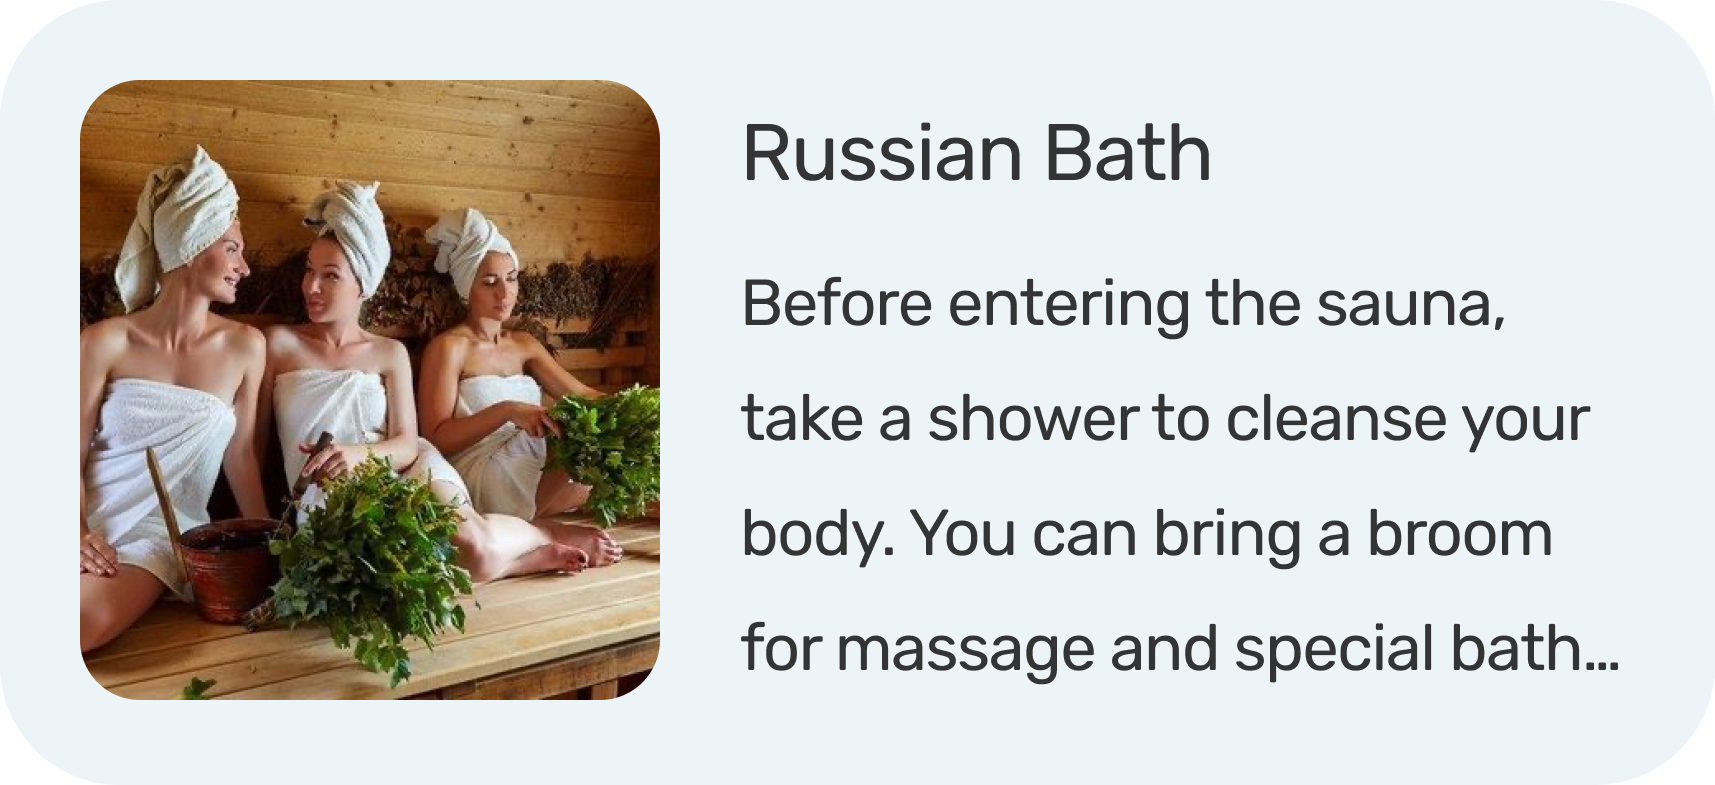 Russian Bath
Before entering the sauna,
take a shower to cleanse your
body. You can bring a broom
for massage and special bath...